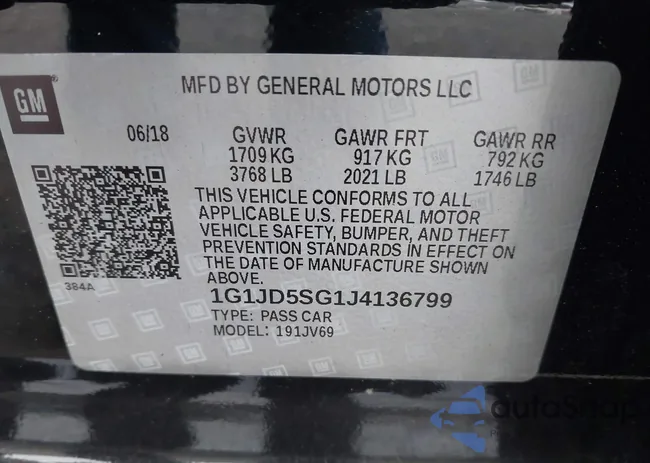 GM
MFD BY GENERAL MOTORS LLC
06/18 GVWR GAWR FRT GAWR RR
1709 KG 917 KG 792 KG
3768 LB 2021 LB 1746 LB
THIS VEHICLE CONFORMS TO ALL
APPLICABLE U.S. FEDERAL MOTOR
VEHICLE SAFETY, BUMPER, AND THEFT
PREVENTION STANDARDS IN EFFECT ON
THE DATE OF MANUFACTURE SHOWN
ABOVE.
384A
1G1JD5SG1J4136799
TYPE: PASS CAR
MODEL: 191JV69
autoSnap